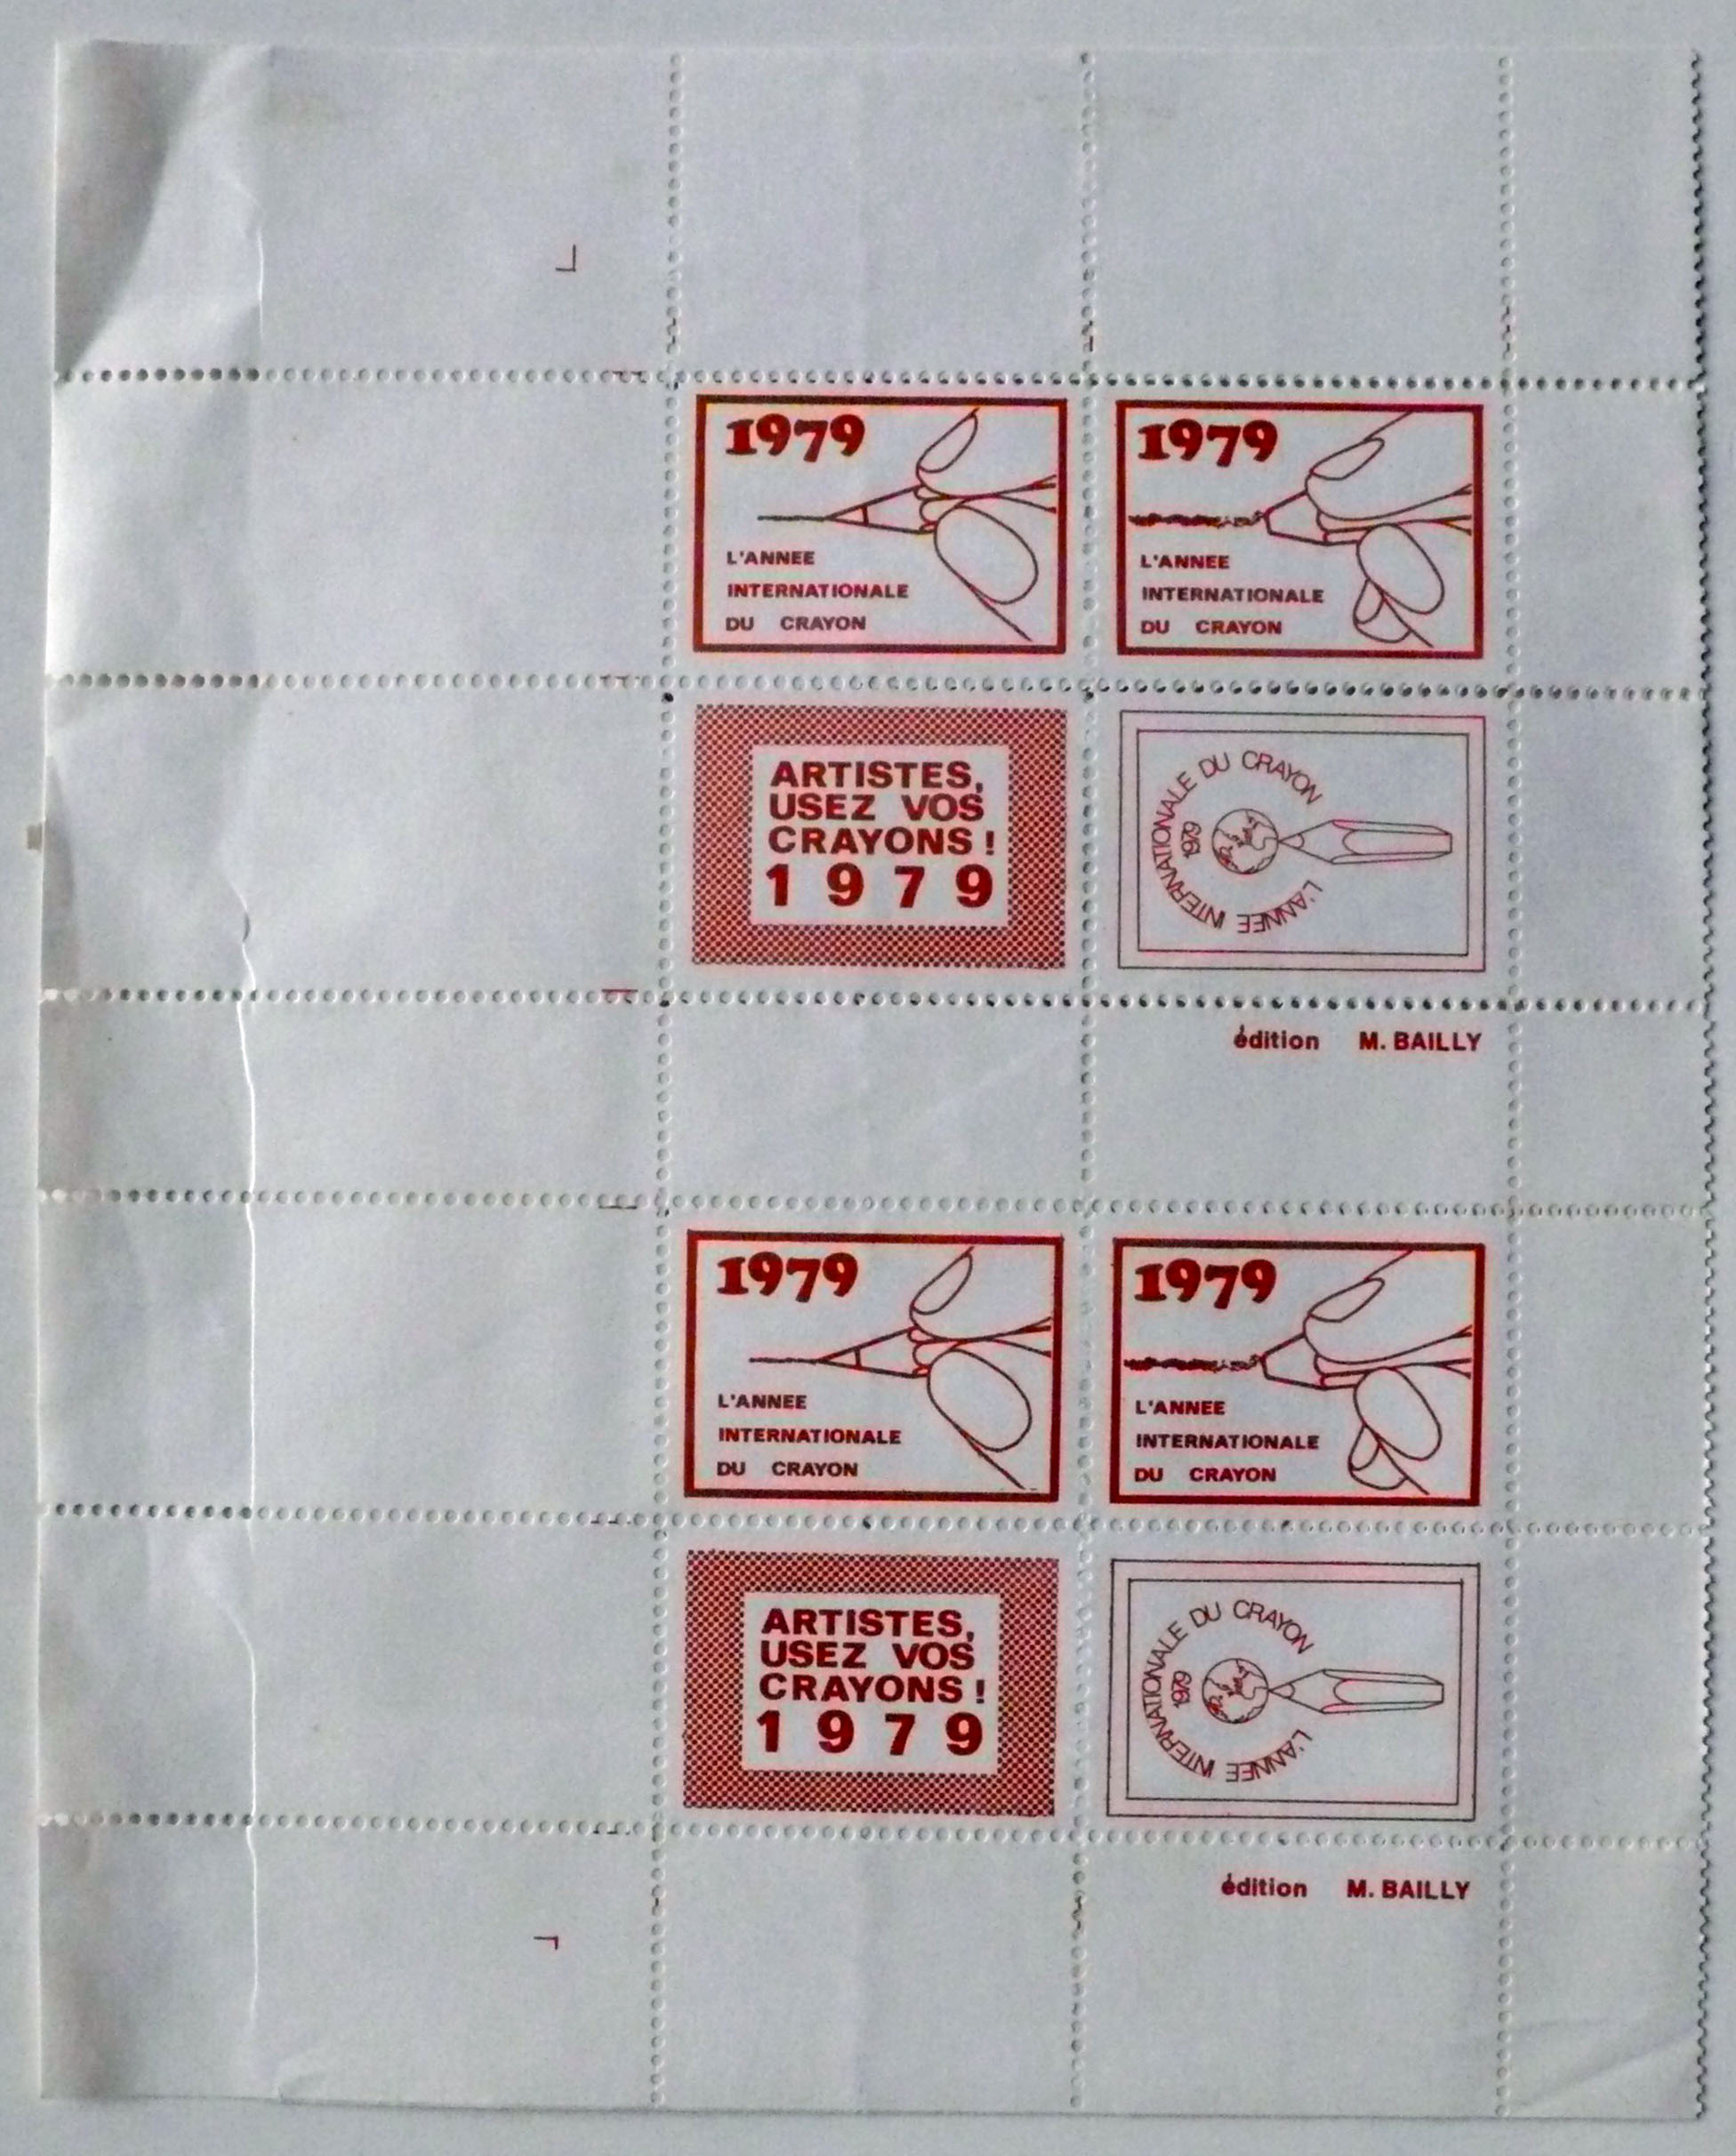 1979
L'ANNEE
INTERNATIONALE
DU CRAYON
1979
L'ANNEE
INTERNATIONALE
DU CRAYON
ARTISTES,
USEZ VOS
CRAYONS !
1 9 7 9
L'ANNÉE INTERNATIONALE DU CRAYON
1979
édition M. BAILLY
1979
L'ANNEE
INTERNATIONALE
DU CRAYON
1979
L'ANNEE
INTERNATIONALE
DU CRAYON
ARTISTES,
USEZ VOS
CRAYONS !
1 9 7 9
L'ANNÉE INTERNATIONALE DU CRAYON
1979
édition M. BAILLY